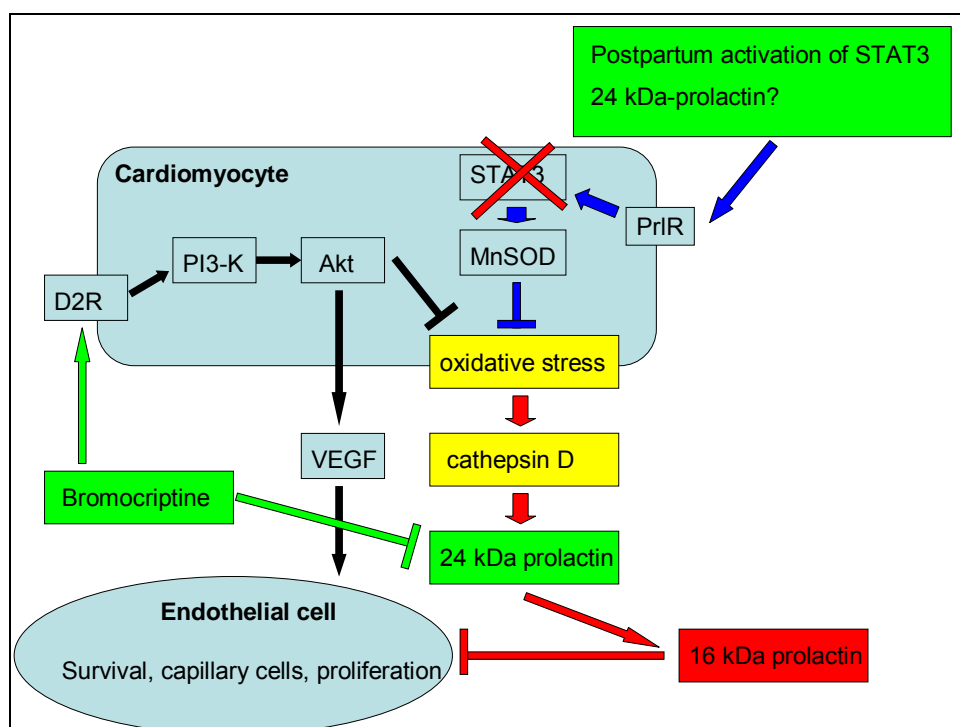 Postpartum activation of STAT3
24 kDa-prolactin?
Cardiomyocyte
STAT3
PrlR
MnSOD
PI3-K
Akt
D2R
oxidative stress
VEGF
cathepsin D
Bromocriptine
24 kDa prolactin
Endothelial cell
Survival, capillary cells, proliferation
16 kDa prolactin